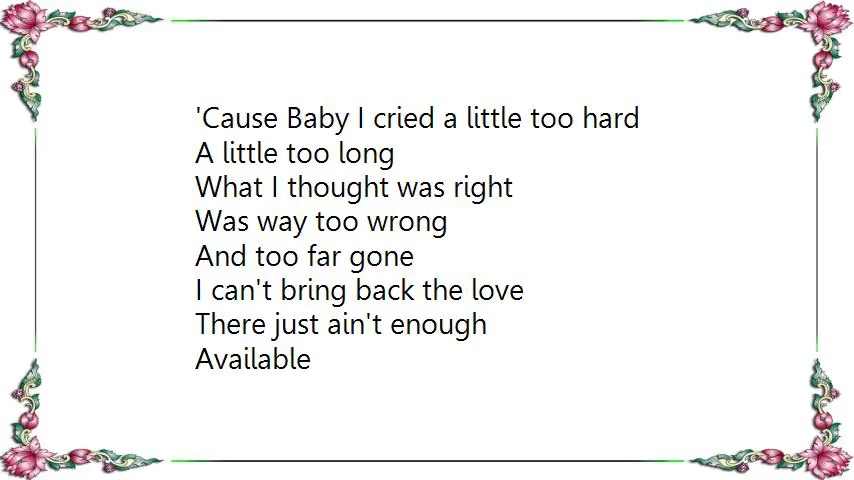 'Cause Baby I cried a little too hard
A little too long
What I thought was right
Was way too wrong
And too far gone
I can't bring back the love
There just ain't enough
Available